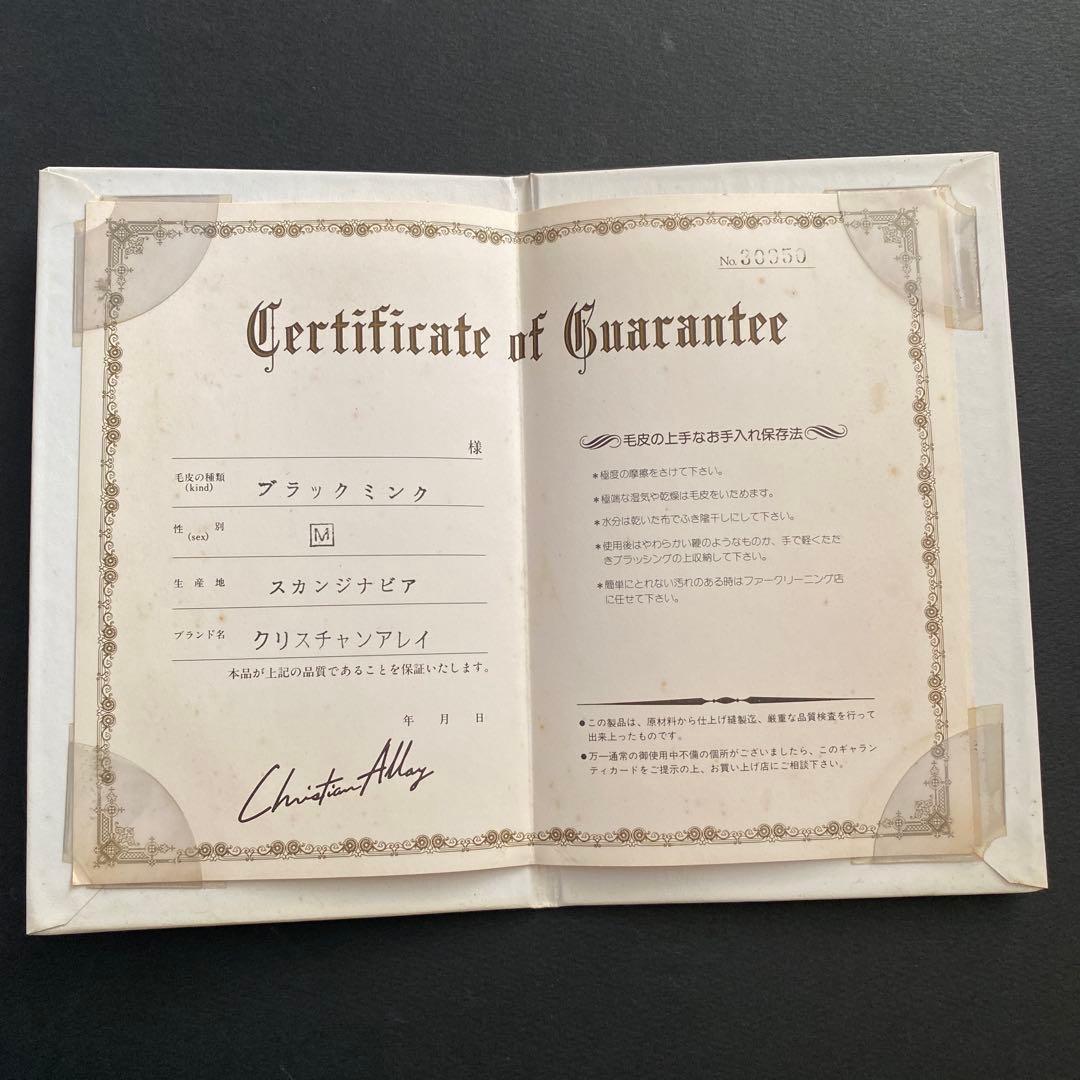 No. 30350
Certificate of Guarantee
様
毛皮の種類
(kind)
ブラックミンク
性 別
(sex)
M
生産地
スカンジナビア
ブランド名
クリスチャンアレイ
本品が上記の品質であることを保証いたします。
年 月 日
Christian Allay
毛皮の上手なお手入れ保存法
*極度の摩擦をさけて下さい。
*極端な湿気や乾燥は毛皮をいためます。
*水分は乾いた布でふき陰干しにして下さい。
*使用後はやわらかい鞭のようなものか、手で軽くたた
きブラッシングの上収納して下さい。
*簡単にとれない汚れのある時はファークリーニング店
に任せて下さい。
●この製品は、原材料から仕上げ縫製迄、厳重な品質検査を行って
出来上ったものです。
●万一通常の御使用中不備の個所がございましたら、このギャラン
ティカードをご提示の上、お買い上げ店にご相談下さい。